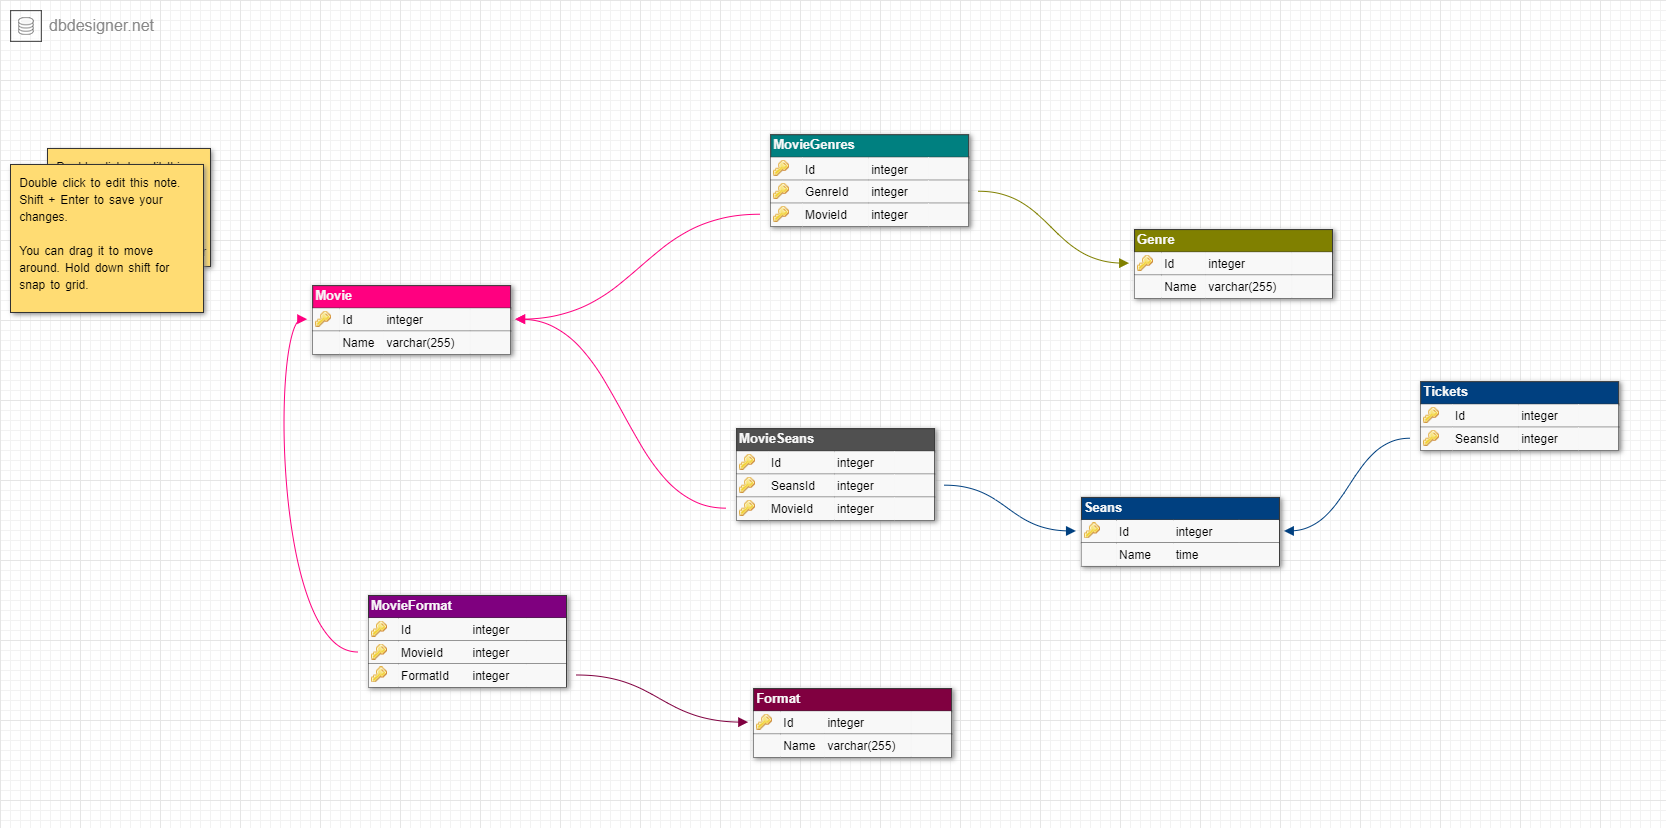 dbdesigner.net
Double click to edit this note.
Shift + Enter to save your
changes.
You can drag it to move
around. Hold down shift for
snap to grid.
MovieGenres
Id integer
GenreId integer
MovieId integer
Genre
Id integer
Name varchar(255)
Movie
Id integer
Name varchar(255)
Tickets
Id integer
SeansId integer
MovieSeans
Id integer
SeansId integer
MovieId integer
Seans
Id integer
Name time
MovieFormat
Id integer
MovieId integer
FormatId integer
Format
Id integer
Name varchar(255)